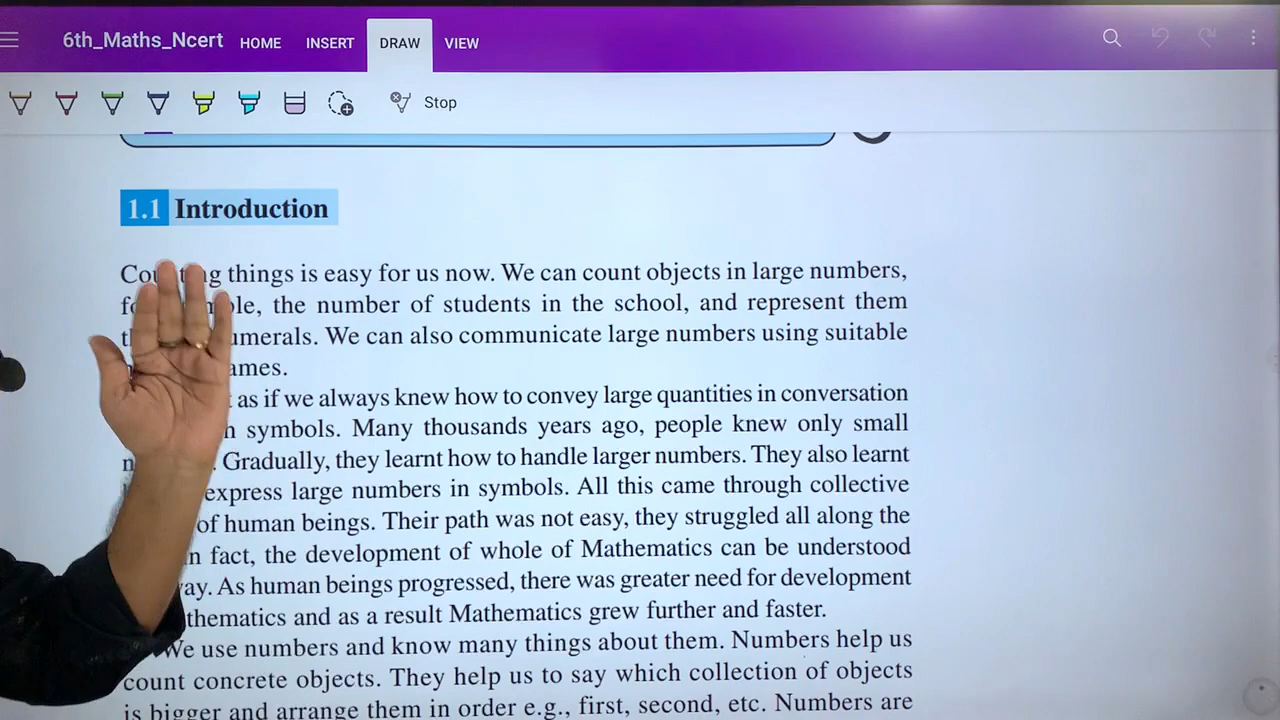 6th_Maths_Ncert HOME INSERT DRAW VIEW
Stop
1.1 Introduction
things is easy for us now. We can count objects in large numbers,
the number of students in the school, and represent them
We can also communicate large numbers using suitable
as if we always knew how to convey large quantities in conversation
symbols. Many thousands years ago, people knew only small
Gradually, they learnt how to handle larger numbers. They also learnt
express large numbers in symbols. All this came through collective
of human beings. Their path was not easy, they struggled all along the
fact, the development of whole of Mathematics can be understood
As human beings progressed, there was greater need for development
and as a result Mathematics grew further and faster.
We use numbers and know many things about them. Numbers help us
count concrete objects. They help us to say which collection of objects
is bigger and arrange them in order e.g., first, second, etc. Numbers are